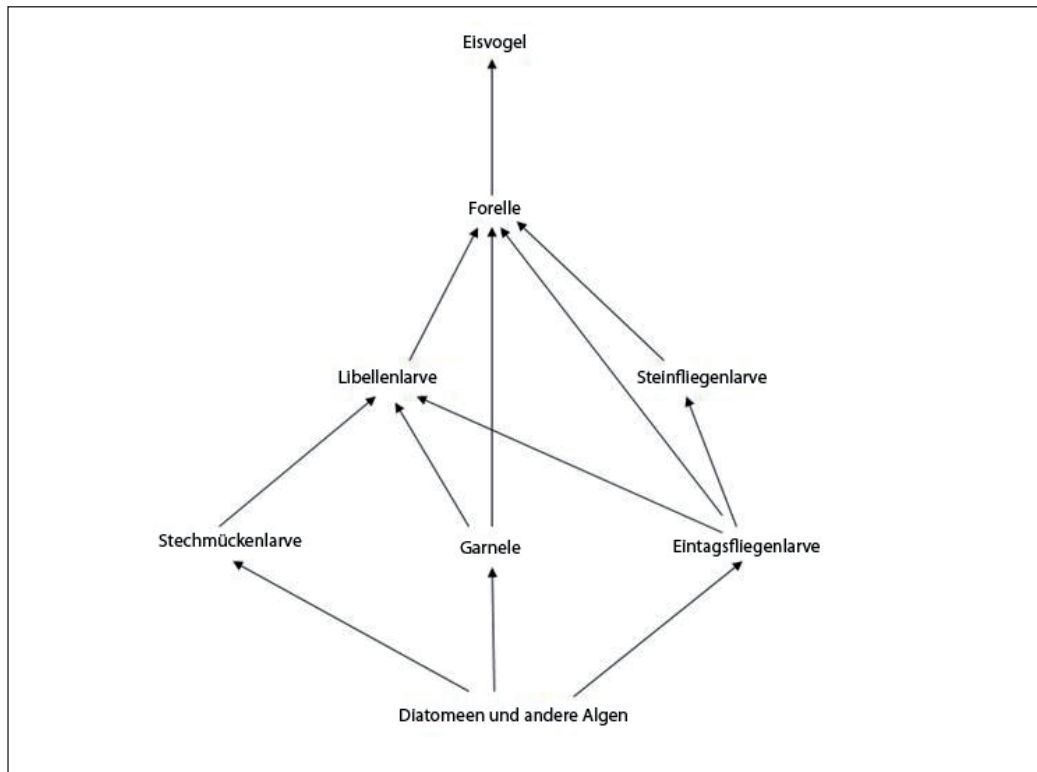 Eisvogel
Forelle
Libellenlarve
Steinfliegenlarve
Stechmückenlarve
Garnele
Eintagsfliegenlarve
Diatomeen und andere Algen